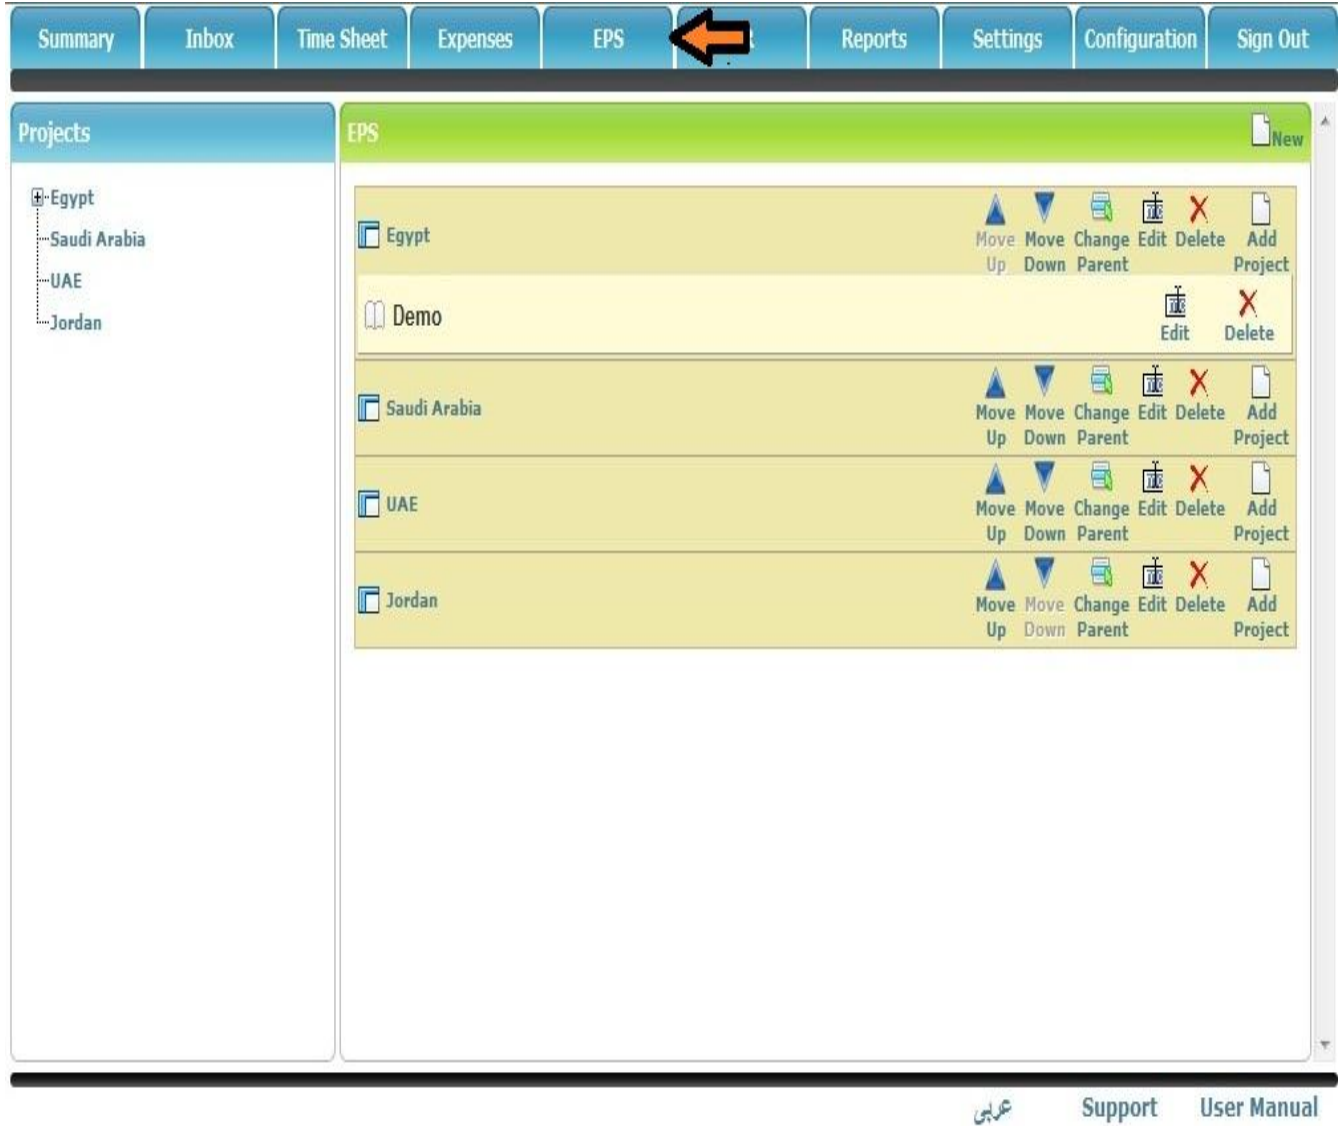 Summary Inbox Time Sheet Expenses EPS Reports Settings Configuration Sign Out
Projects
Egypt
Saudi Arabia
UAE
Jordan
EPS New
Egypt Move Move Change Edit Delete Add
Up Down Parent Project
Demo Edit Delete
Saudi Arabia Move Move Change Edit Delete Add
Up Down Parent Project
UAE Move Move Change Edit Delete Add
Up Down Parent Project
Jordan Move Move Change Edit Delete Add
Up Down Parent Project
عربى Support User Manual